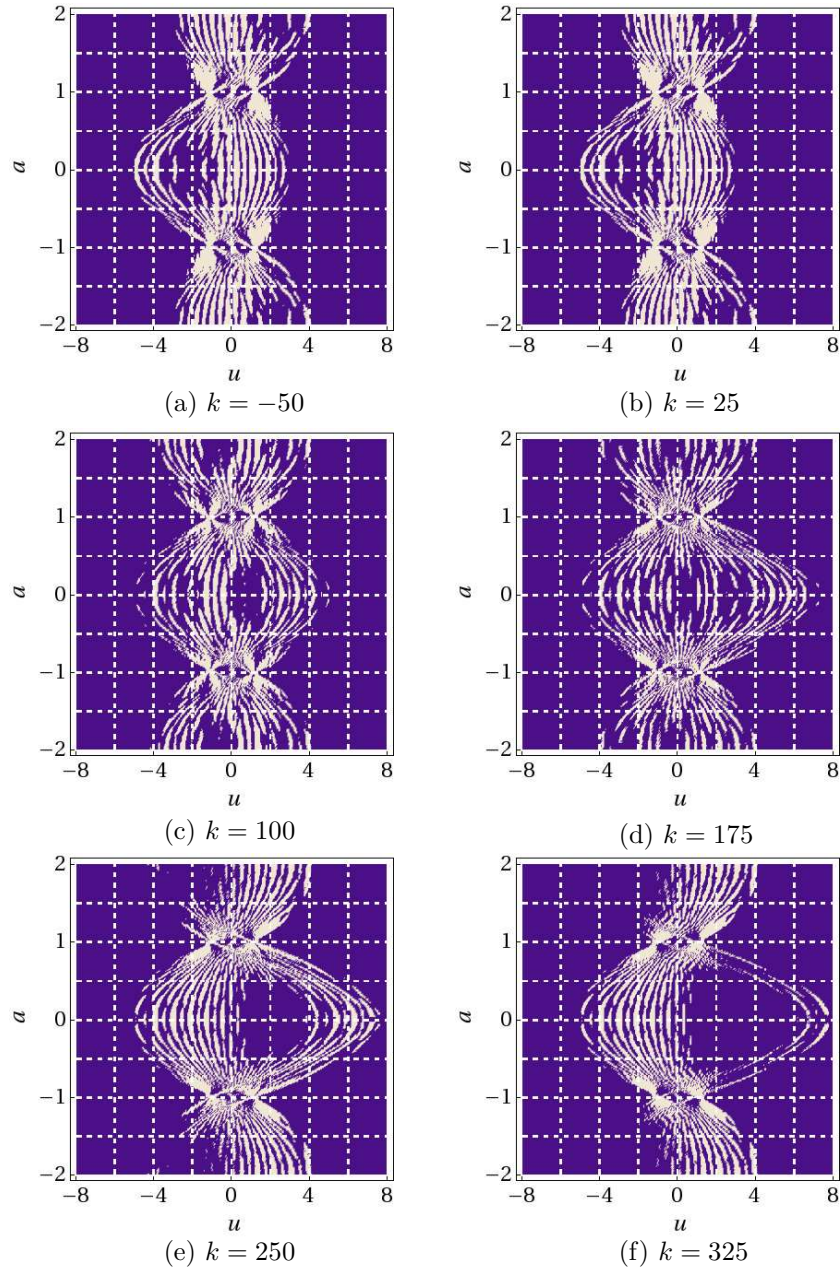 2 2
1 1
a 0 a 0
−1 −1
−2 −2
−8 −4 0 4 8 −8 −4 0 4 8
u u
(a) k = −50 (b) k = 25
2 2
1 1
a 0 a 0
−1 −1
−2 −2
−8 −4 0 4 8 −8 −4 0 4 8
u u
(c) k = 100 (d) k = 175
2 2
1 1
a 0 a 0
−1 −1
−2 −2
−8 −4 0 4 8 −8 −4 0 4 8
u u
(e) k = 250 (f) k = 325